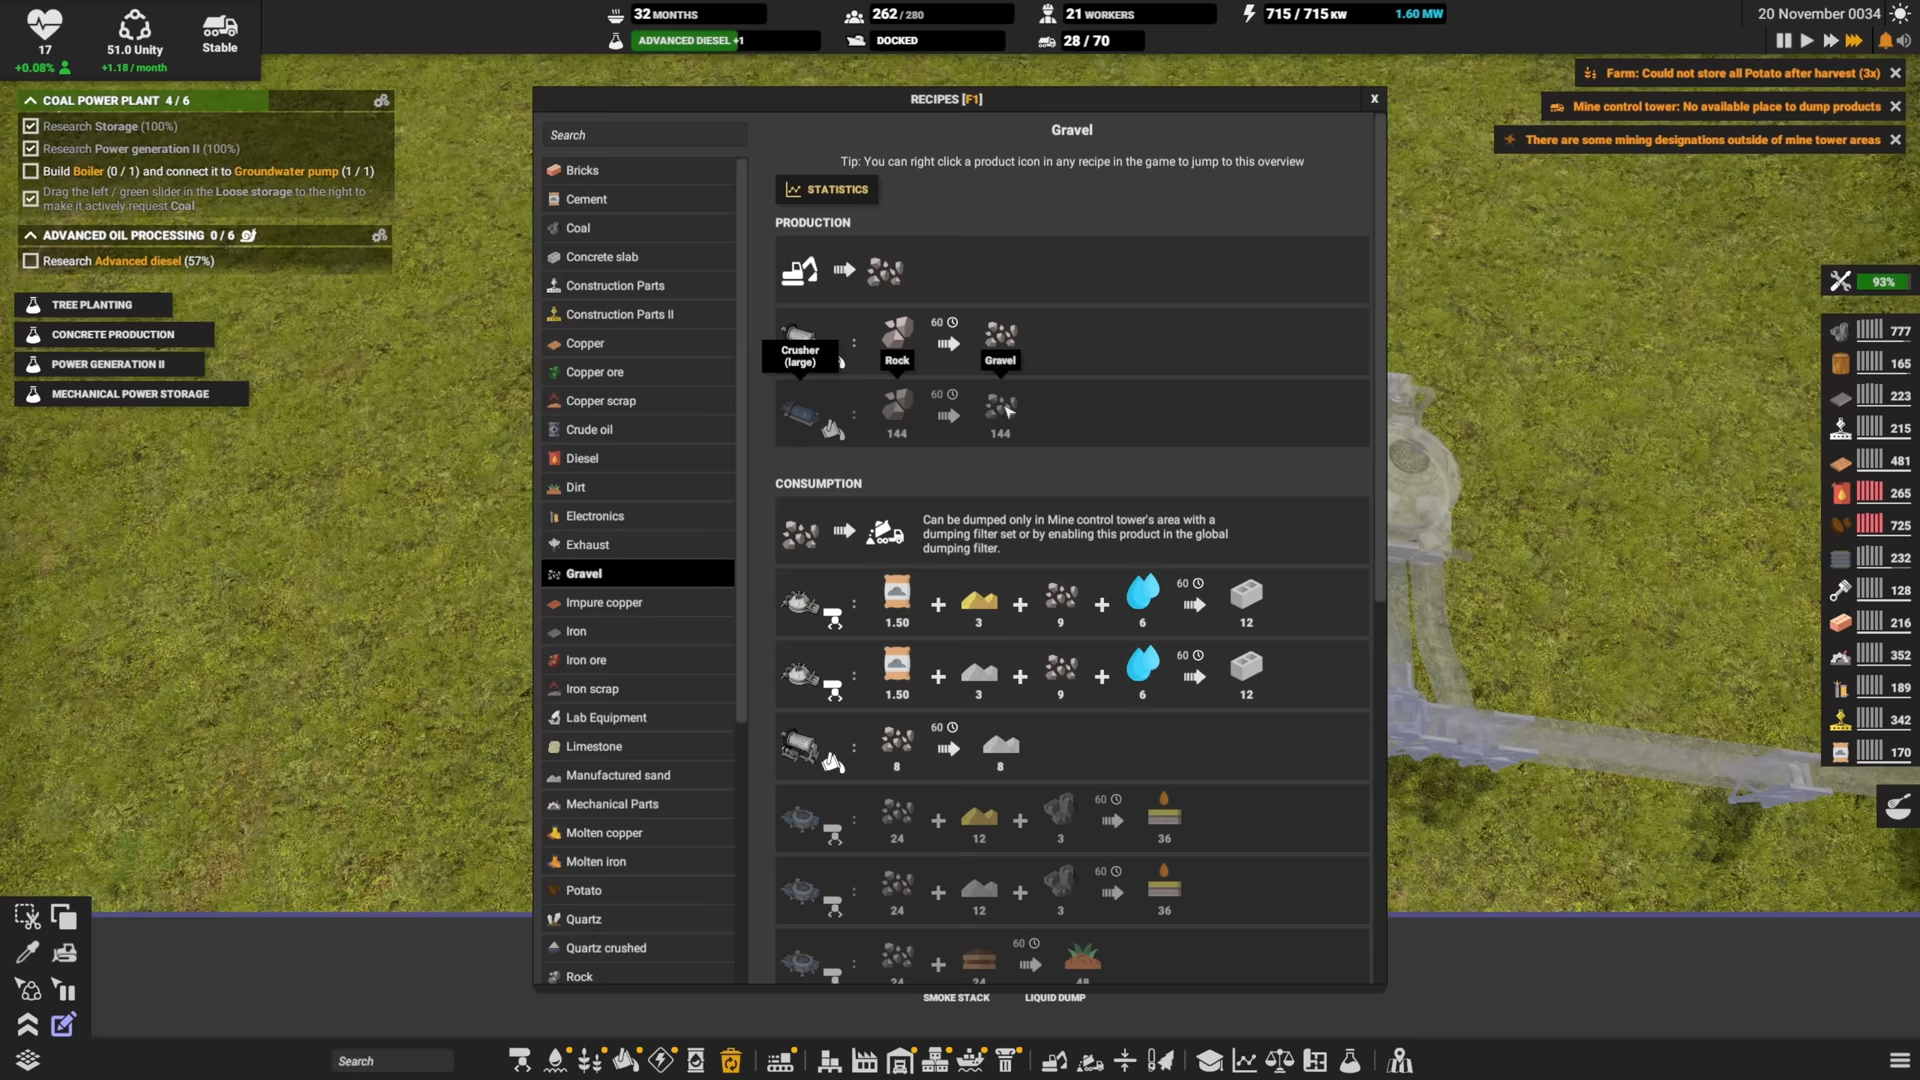 17
+0.08%
51.0 Unity
+1.18 / month
Stable
32 MONTHS
ADVANCED DIESEL +1
262 / 280
DOCKED
21 WORKERS
28 / 70
715 / 715 KW
1.60 MW
20 November 0034
Farm: Could not store all Potato after harvest (3x)
Mine control tower: No available place to dump products
There are some mining designations outside of mine tower areas
COAL POWER PLANT 4 / 6
Research Storage (100%)
Research Power generation II (100%)
Build Boiler (0 / 1) and connect it to Groundwater pump (1 / 1)
Drag the left / green slider in the Loose storage to the right to
make it actively request Coal
ADVANCED OIL PROCESSING 0 / 6
Research Advanced diesel (57%)
TREE PLANTING
CONCRETE PRODUCTION
POWER GENERATION II
MECHANICAL POWER STORAGE
RECIPES [F1]
X
Search
Bricks
Cement
Coal
Concrete slab
Construction Parts
Construction Parts II
Copper
Copper ore
Copper scrap
Crude oil
Diesel
Dirt
Electronics
Exhaust
Gravel
Impure copper
Iron
Iron ore
Iron scrap
Lab Equipment
Limestone
Manufactured sand
Mechanical Parts
Molten copper
Molten iron
Potato
Quartz
Quartz crushed
Rock
Gravel
Tip: You can right click a product icon in any recipe in the game to jump to this overview
STATISTICS
PRODUCTION
: 60
Crusher
(large)
Rock
Gravel
: 60
144 144
CONSUMPTION
Can be dumped only in Mine control tower's area with a
dumping filter set or by enabling this product in the global
dumping filter.
: + + + 60
1.50 3 9 6 12
: + + + 60
1.50 3 9 6 12
: 60
8 8
: + + 60
24 12 3 36
: + + 60
24 12 3 36
: + 60
24 24 48
SMOKE STACK
LIQUID DUMP
93%
777
165
223
215
481
265
725
232
128
216
352
189
342
170
Search